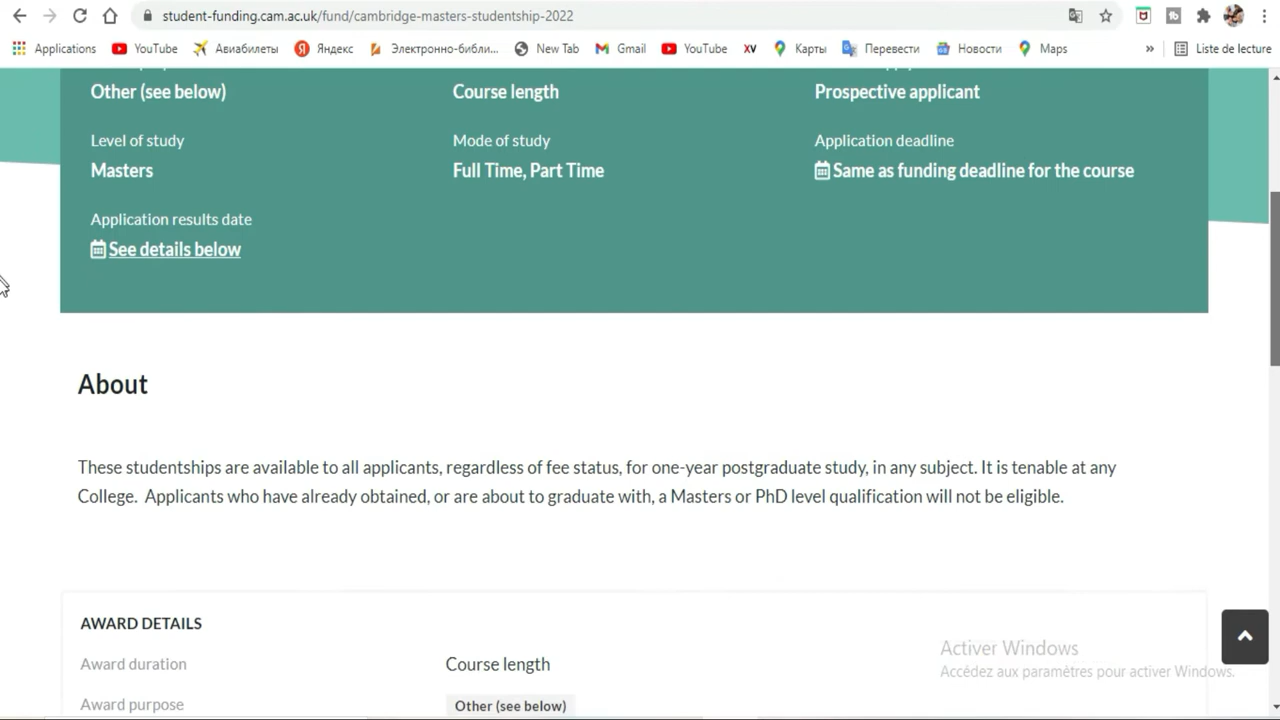 student-funding.cam.ac.uk/fund/cambridge-masters-studentship-2022
Applications YouTube Авиабилеты Яндекс Электронно-библи... New Tab Gmail YouTube XV Карты Перевести Новости Maps » Liste de lecture
Other (see below) Course length Prospective applicant
Level of study Mode of study Application deadline
Masters Full Time, Part Time Same as funding deadline for the course
Application results date
See details below
About
These studentships are available to all applicants, regardless of fee status, for one-year postgraduate study, in any subject. It is tenable at any
College. Applicants who have already obtained, or are about to graduate with, a Masters or PhD level qualification will not be eligible.
AWARD DETAILS
Award duration Course length
Award purpose Other (see below)
Activer Windows
Accédez aux paramètres pour activer Windows.